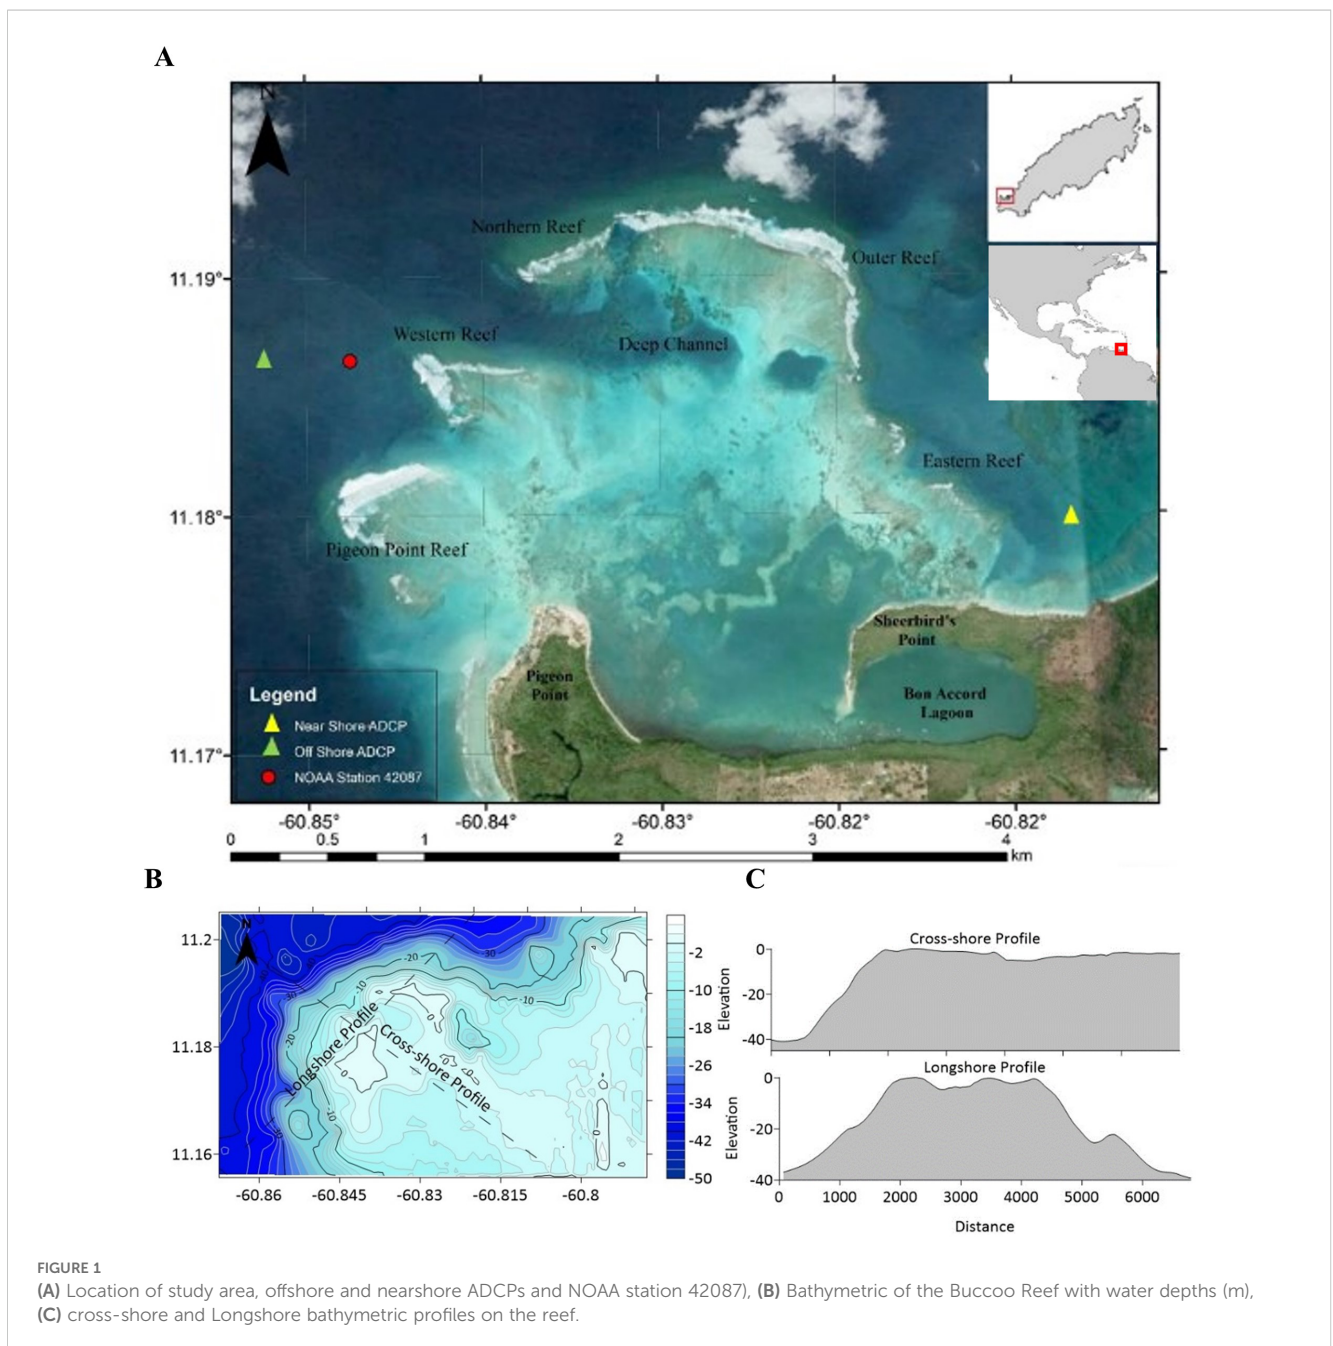 A
N
Northern Reef
Outer Reef
11.19°
Western Reef
Deep Channel
Eastern Reef
11.18°
Pigeon Point Reef
Sheerbird's
Point
Pigeon
Point
Bon Accord
Lagoon
Legend
Near Shore ADCP
Off Shore ADCP
NOAA Station 42087
11.17°
-60.85° -60.84° -60.83° -60.82° -60.82°
0 0.5 1 2 3 4
km
B
N
11.2
11.18
11.16
-20
-30
-10
-10
-20
-10
0
0
0
0
0
Longshore Profile
Cross-shore Profile
-60.86 -60.845 -60.83 -60.815 -60.8
-2
-10
-18
-26
-34
-42
-50
C
Cross-shore Profile
Elevation
0
-20
-40
Longshore Profile
Elevation
0
-20
-40
0 1000 2000 3000 4000 5000 6000
Distance
FIGURE 1
(A) Location of study area, offshore and nearshore ADCPs and NOAA station 42087), (B) Bathymetric of the Buccoo Reef with water depths (m),
(C) cross-shore and Longshore bathymetric profiles on the reef.